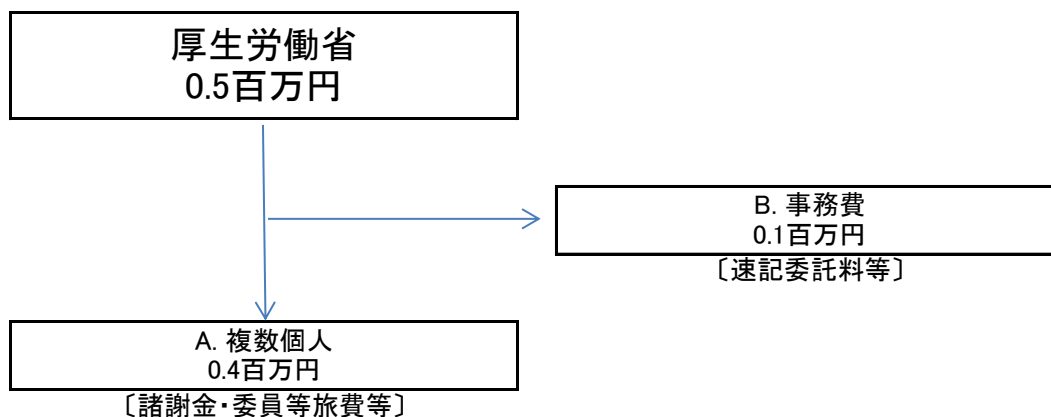 厚生労働省
0.5百万円
B. 事務費
0.1百万円
〔速記委託料等〕
A. 複数個人
0.4百万円
〔諸謝金・委員等旅費等〕